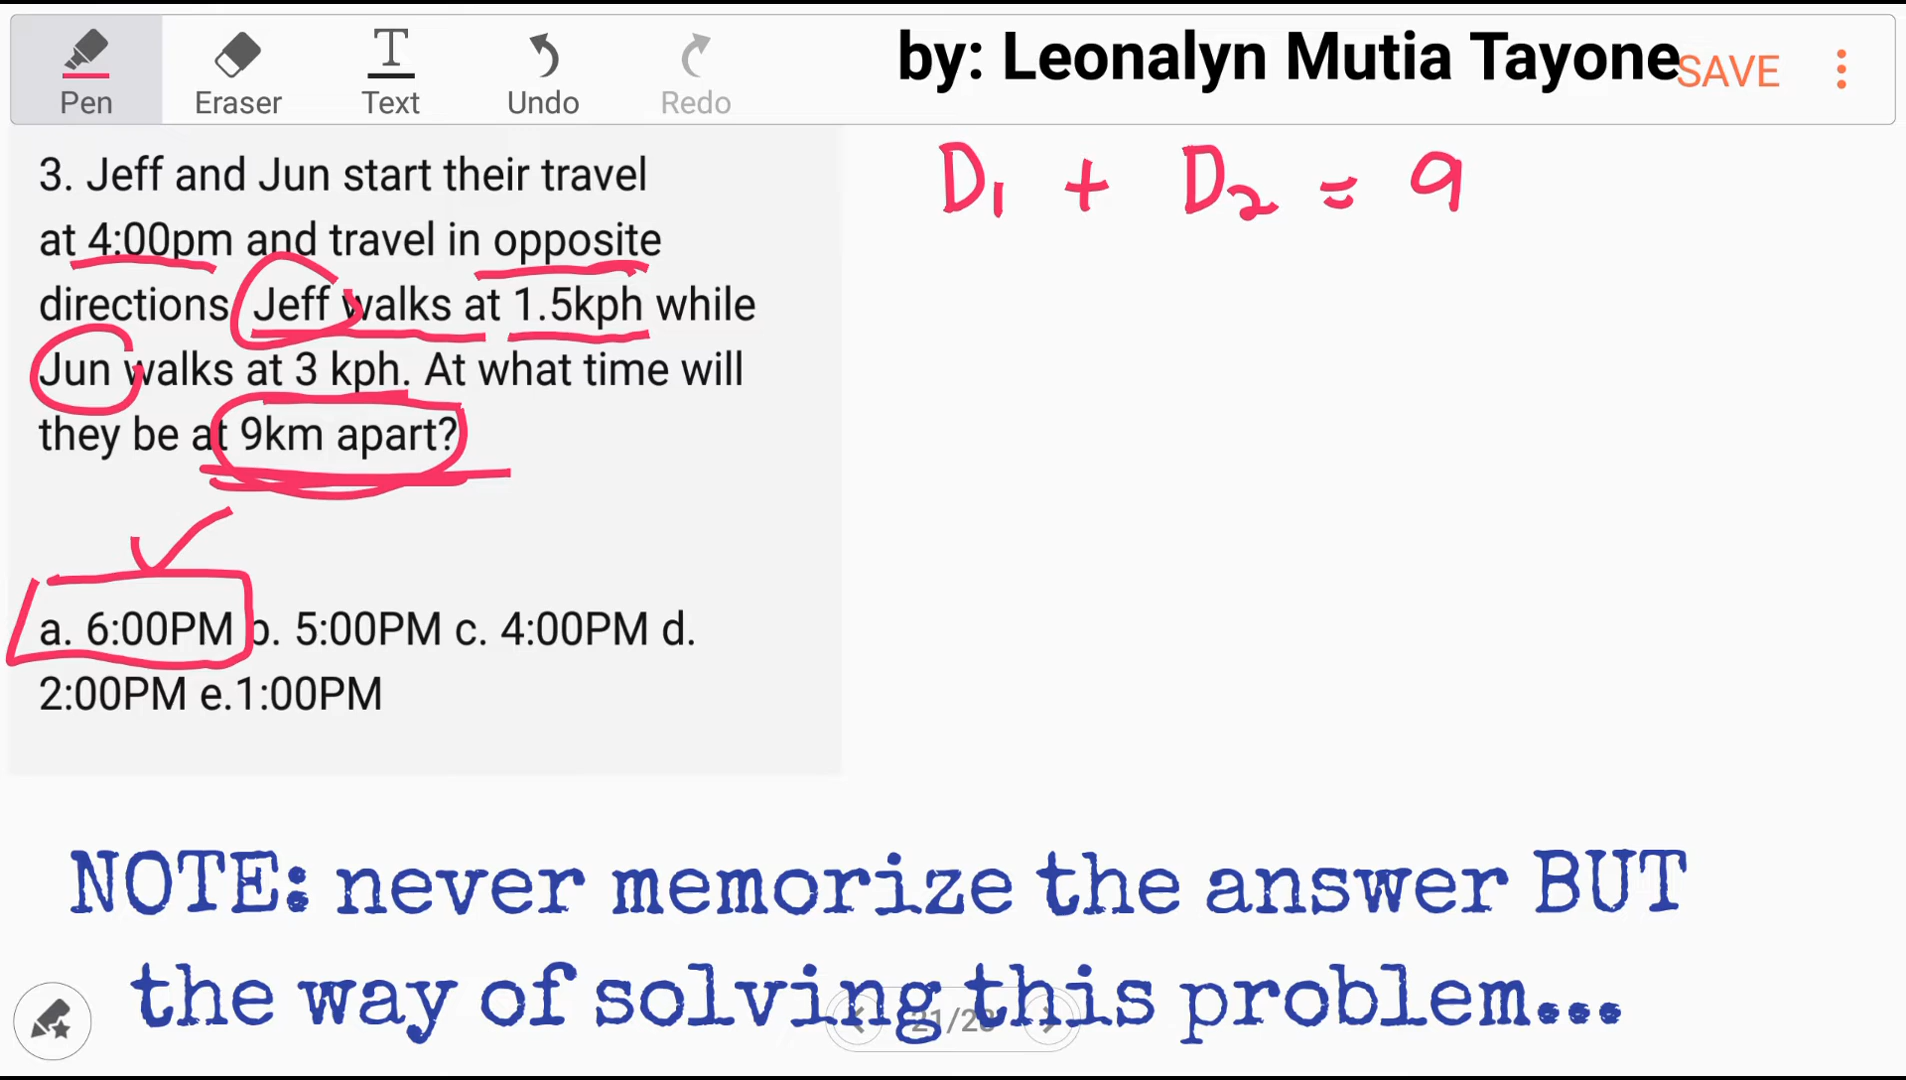 by: Leonalyn Mutia Tayone
Pen Eraser Text Undo Redo SAVE
D1 + D2 = 9
3. Jeff and Jun start their travel
at 4:00pm and travel in opposite
directions Jeff walks at 1.5kph while
Jun walks at 3 kph. At what time will
they be at 9km apart?
a. 6:00PM b. 5:00PM c. 4:00PM d.
2:00PM e.1:00PM
NOTE: never memorize the answer BUT
the way of solving this problem...
21/28